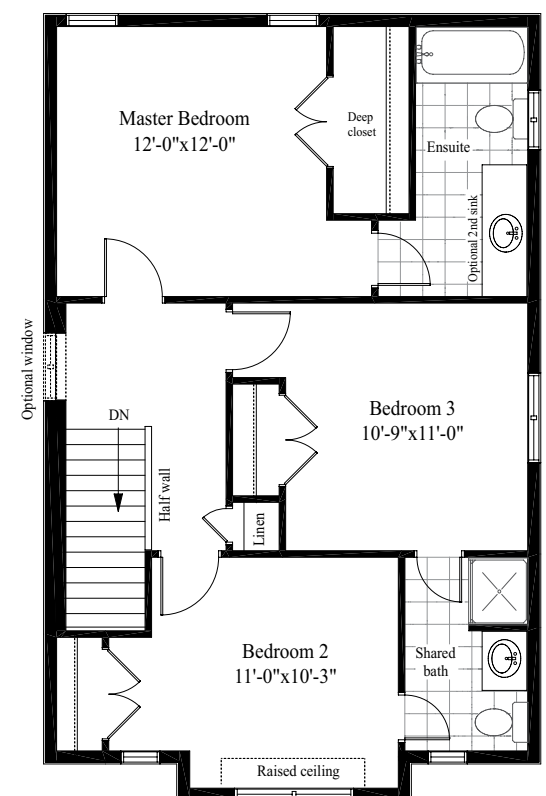 Master Bedroom
12'-0"x12'-0"
Deep
closet
Ensuite
Optional 2nd sink
Optional window
DN
Half wall
Bedroom 3
10'-9"x11'-0"
Linen
Bedroom 2
11'-0"x10'-3"
Shared
bath
Raised ceiling